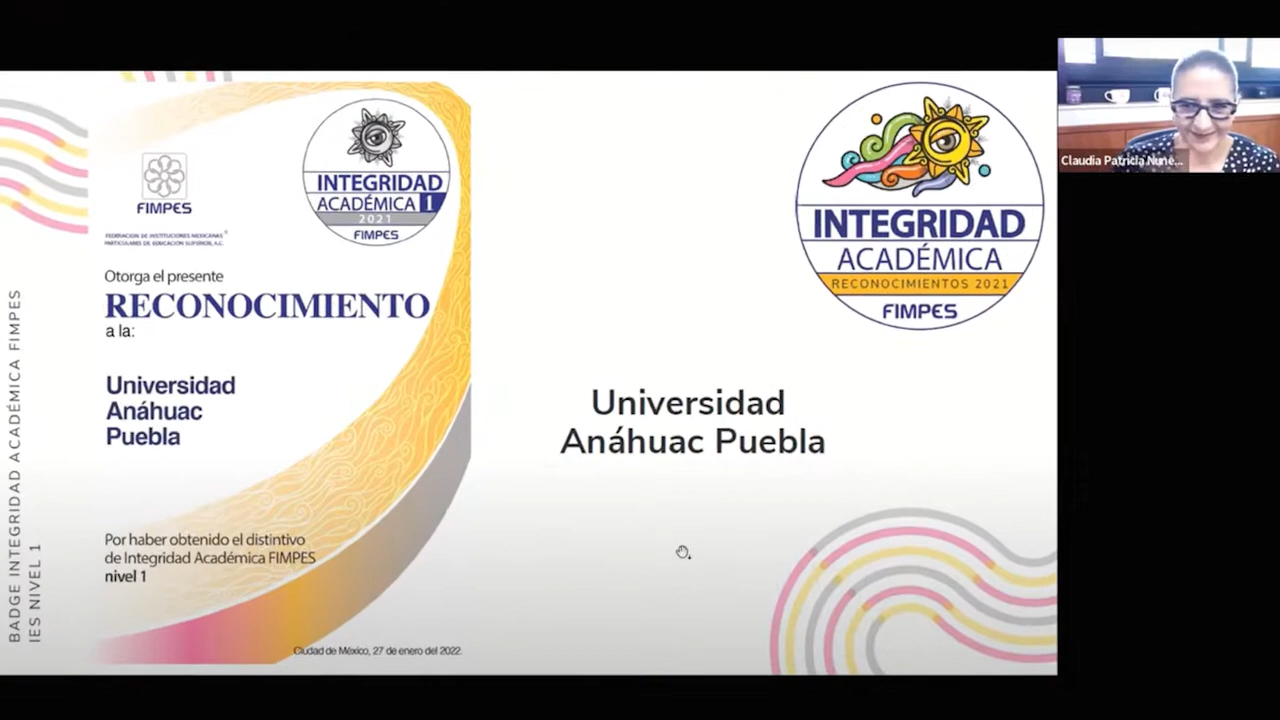 BADGE INTEGRIDAD ACADÉMICA FIMPES
IES NIVEL 1
FIMPES
FEDERACIÓN DE INSTITUCIONES MEXICANAS
PARTICULARES DE EDUCACIÓN SUPERIOR, A.C.
INTEGRIDAD
ACADÉMICA 1
2021
FIMPES
Otorga el presente
RECONOCIMIENTO
a la:
Universidad
Anáhuac
Puebla
Por haber obtenido el distintivo
de Integridad Académica FIMPES
nivel 1
Ciudad de México, 27 de enero del 2022.
INTEGRIDAD
ACADÉMICA
RECONOCIMIENTOS 2021
FIMPES
Universidad
Anáhuac Puebla
Claudia Patricia Nuñe...